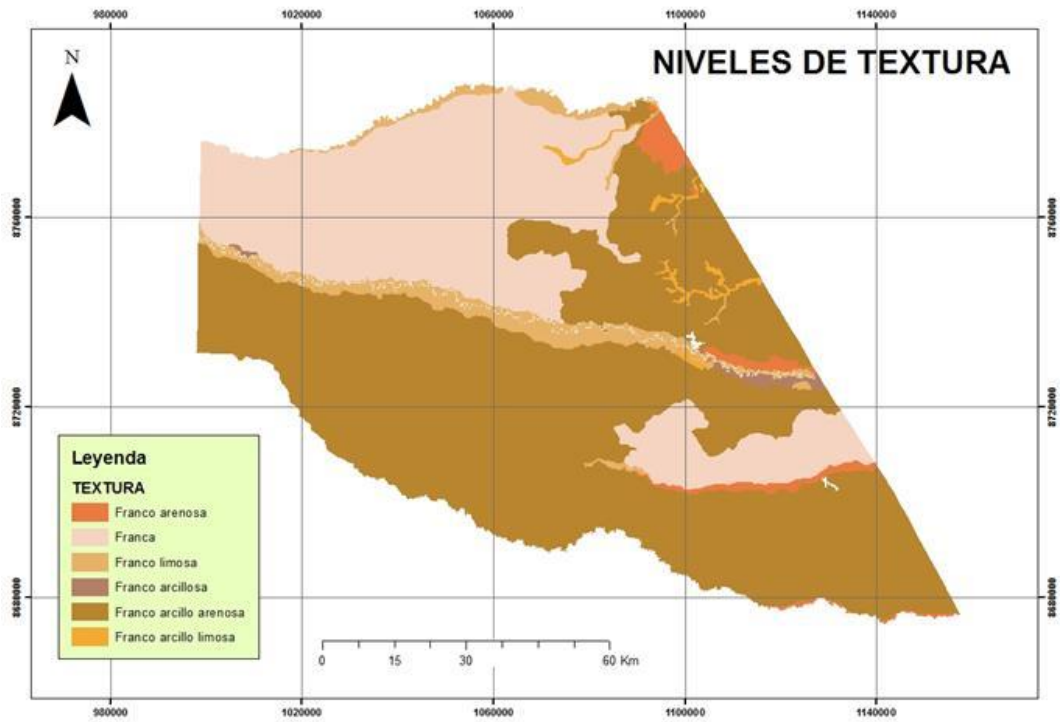 980000 1020000 1060000 1100000 1140000
NIVELES DE TEXTURA
N
8760000 8760000
8720000 8720000
Leyenda
TEXTURA
Franco arenosa
Franca
Franco limosa
Franco arcillosa
Franco arcillo arenosa
Franco arcillo limosa
8680000 8680000
0 15 30 60 Km
980000 1020000 1060000 1100000 1140000